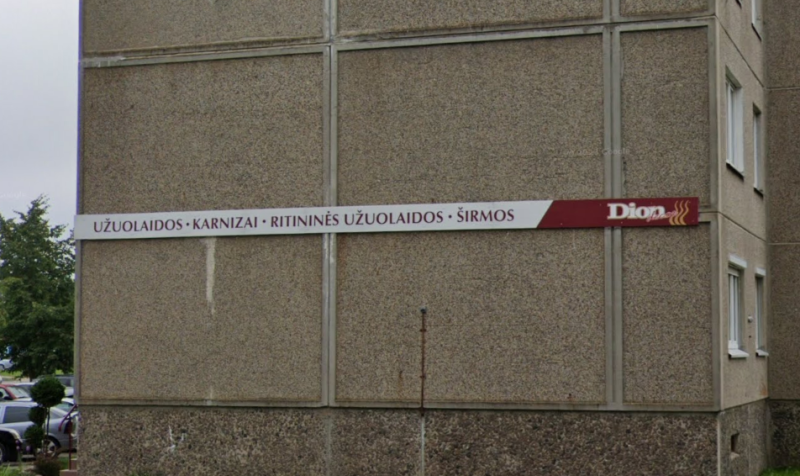 UŽUOLAIDOS • KARNIZAI • RITININĖS UŽUOLAIDOS • ŠIRMOS
Dion